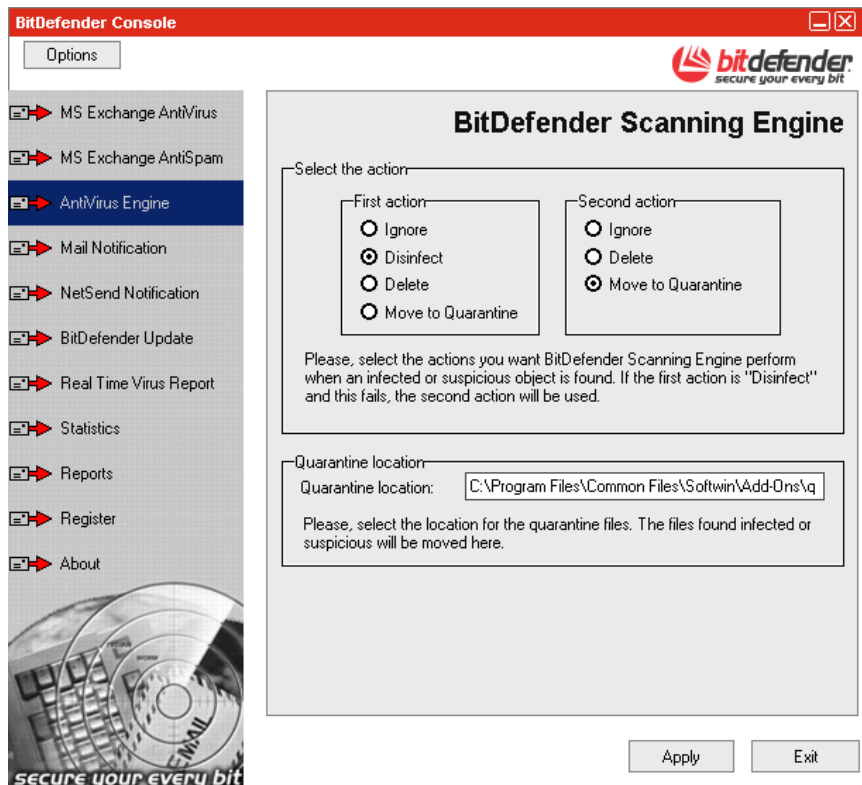 BitDefender Console
Options
bitdefender
secure your every bit
MS Exchange AntiVirus
MS Exchange AntiSpam
AntiVirus Engine
Mail Notification
NetSend Notification
BitDefender Update
Real Time Virus Report
Statistics
Reports
Register
About
TROJAN
WORM
EMAIL
secure your every bit
BitDefender Scanning Engine
Select the action
First action
Ignore
Disinfect
Delete
Move to Quarantine
Second action
Ignore
Delete
Move to Quarantine
Please, select the actions you want BitDefender Scanning Engine perform
when an infected or suspicious object is found. If the first action is "Disinfect"
and this fails, the second action will be used.
Quarantine location
Quarantine location:
C:\Program Files\Common Files\Softwin\Add-Ons\q
Please, select the location for the quarantine files. The files found infected or
suspicious will be moved here.
Apply
Exit